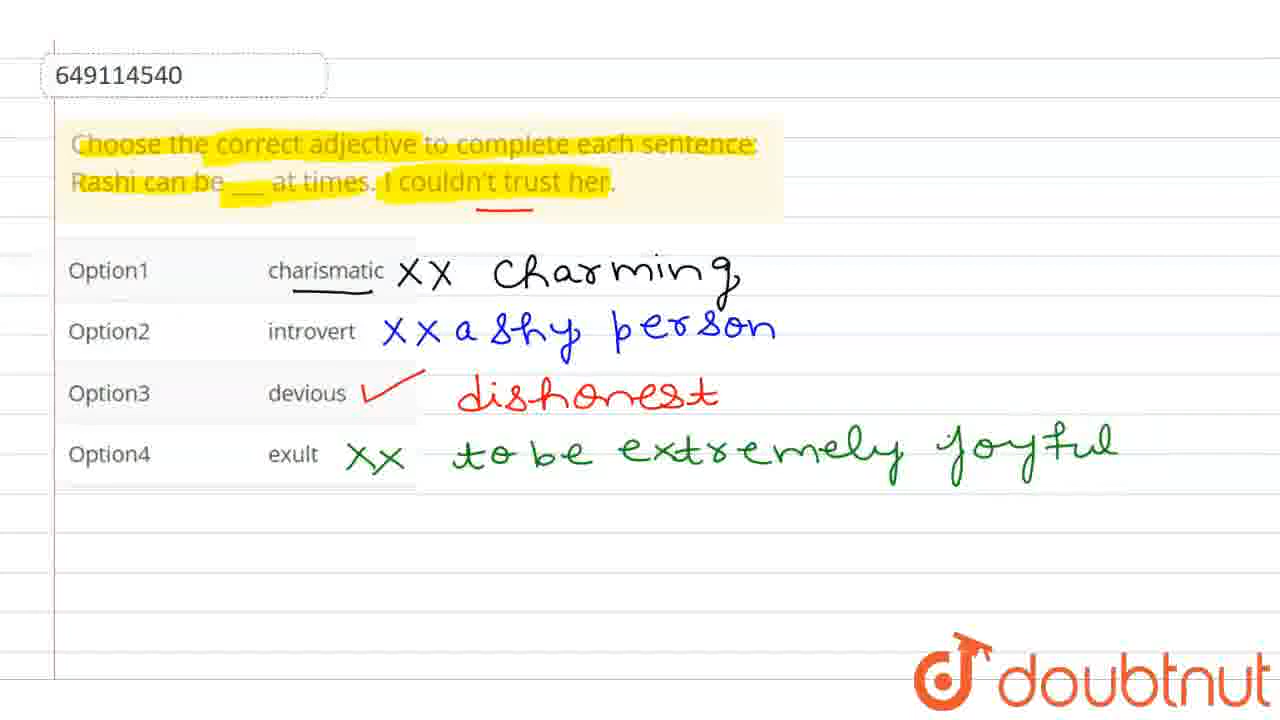 649114540
Choose the correct adjective to complete each sentence:
Rashi can be ___ at times. I couldn't trust her.
Option1 charismatic XX charming
Option2 introvert XX a shy person
Option3 devious ✓ dishonest
Option4 exult XX to be extremely joyful
doubtnut